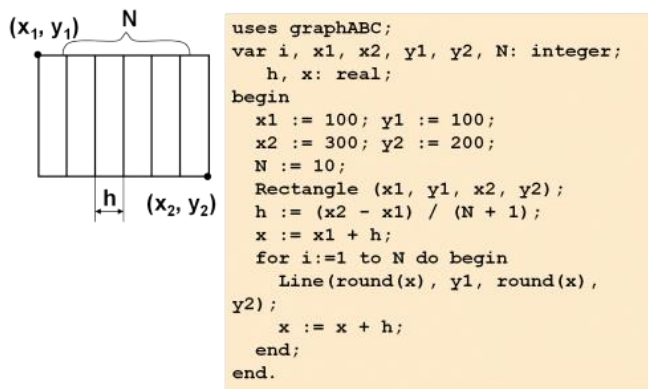 (x₁, y₁)
N
h
(x₂, y₂)
uses graphABC;
var i, x1, x2, y1, y2, N: integer;
h, x: real;
begin
x1 := 100; y1 := 100;
x2 := 300; y2 := 200;
N := 10;
Rectangle (x1, y1, x2, y2);
h := (x2 - x1) / (N + 1);
x := x1 + h;
for i:=1 to N do begin
Line(round(x), y1, round(x),
y2);
x := x + h;
end;
end.